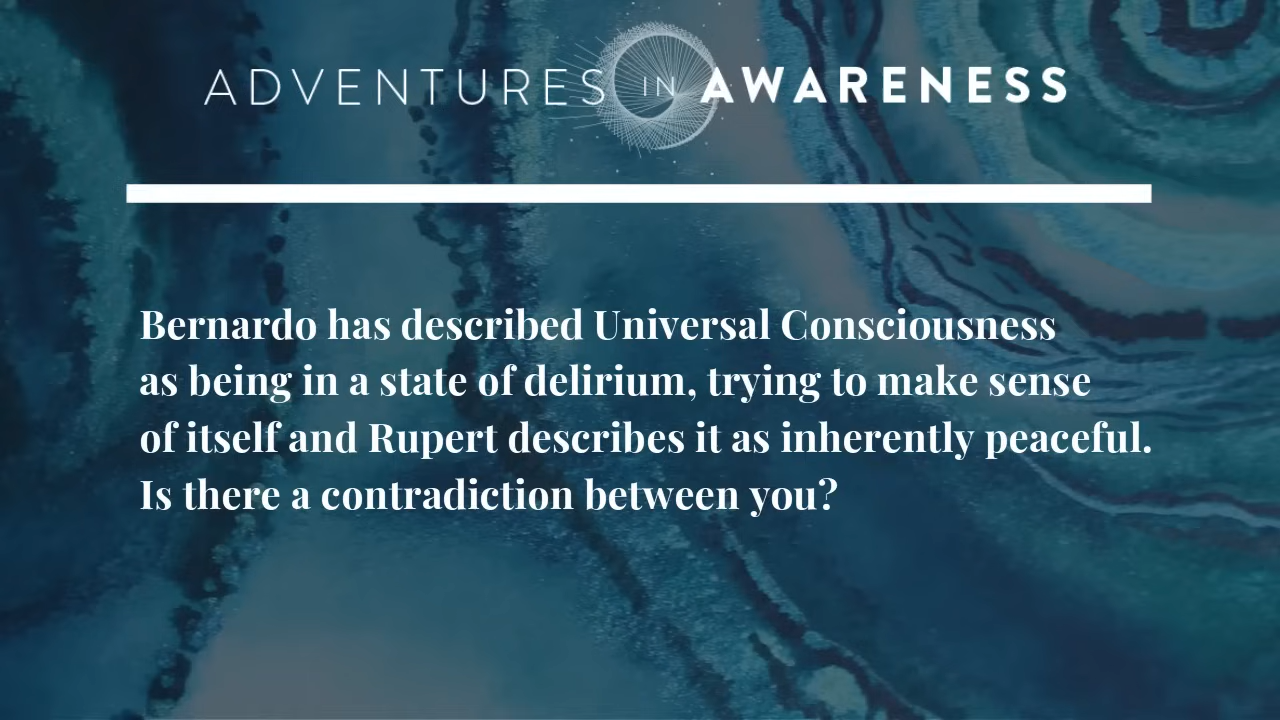 ADVENTURES IN AWARENESS
Bernardo has described Universal Consciousness
as being in a state of delirium, trying to make sense
of itself and Rupert describes it as inherently peaceful.
Is there a contradiction between you?